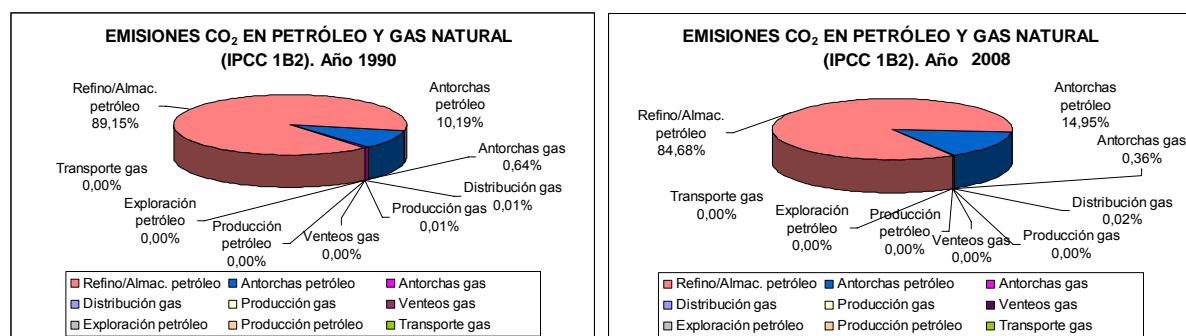 EMISIONES CO₂ EN PETRÓLEO Y GAS NATURAL
(IPCC 1B2). Año 1990
Refino/Almac.
petróleo
89,15%
Antorchas
petróleo
10,19%
Antorchas gas
0,64%
Distribución gas
0,01%
Producción gas
0,01%
Venteos gas
0,00%
Producción
petróleo
0,00%
Exploración
petróleo
0,00%
Transporte gas
0,00%
Refino/Almac. petróleo Antorchas petróleo Antorchas gas
Distribución gas Producción gas Venteos gas
Exploración petróleo Producción petróleo Transporte gas
EMISIONES CO₂ EN PETRÓLEO Y GAS NATURAL
(IPCC 1B2). Año 2008
Refino/Almac.
petróleo
84,68%
Antorchas
petróleo
14,95%
Antorchas gas
0,36%
Distribución gas
0,02%
Producción gas
0,00%
Venteos gas
0,00%
Producción
petróleo
0,00%
Exploración
petróleo
0,00%
Transporte gas
0,00%
Refino/Almac. petróleo Antorchas petróleo Antorchas gas
Distribución gas Producción gas Venteos gas
Exploración petróleo Producción petróleo Transporte gas